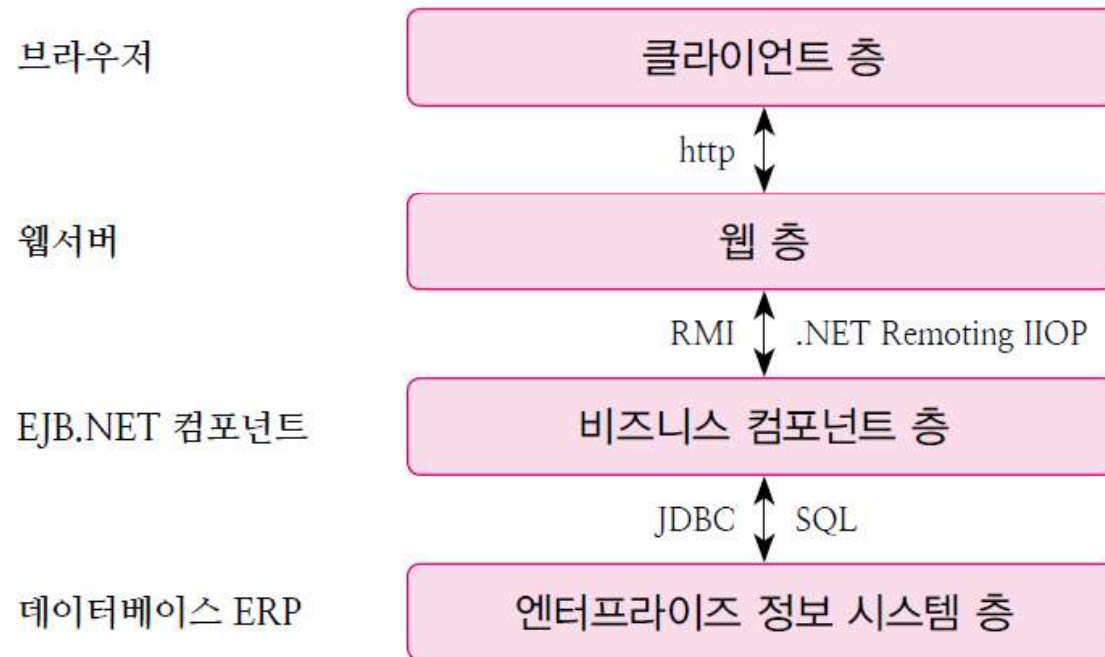 브라우저
클라이언트 층
http
웹서버
웹 층
RMI
.NET Remoting IIOP
EJB.NET 컴포넌트
비즈니스 컴포넌트 층
JDBC
SQL
데이터베이스 ERP
엔터프라이즈 정보 시스템 층